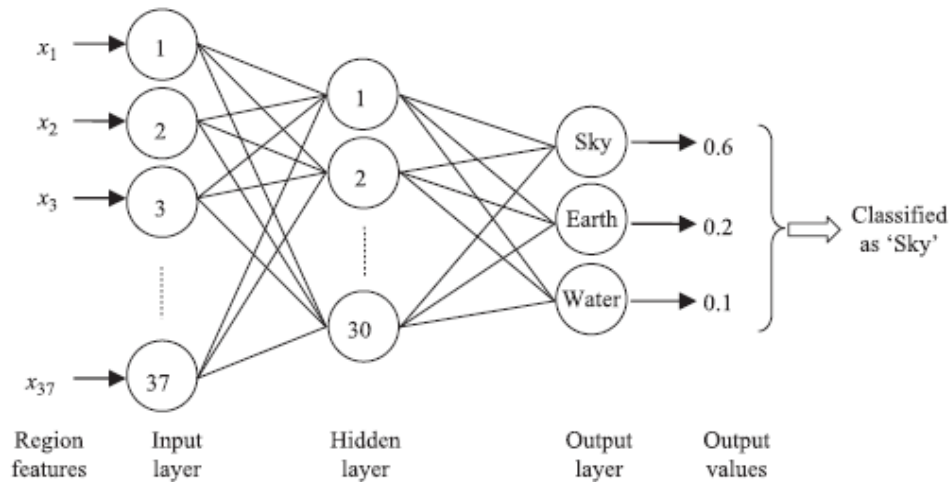 x1
1
x2
2
x3
3
x37
37
1
2
30
Sky
Earth
Water
0.6
0.2
0.1
Classified
as ‘Sky’
Region
features
Input
layer
Hidden
layer
Output
layer
Output
values